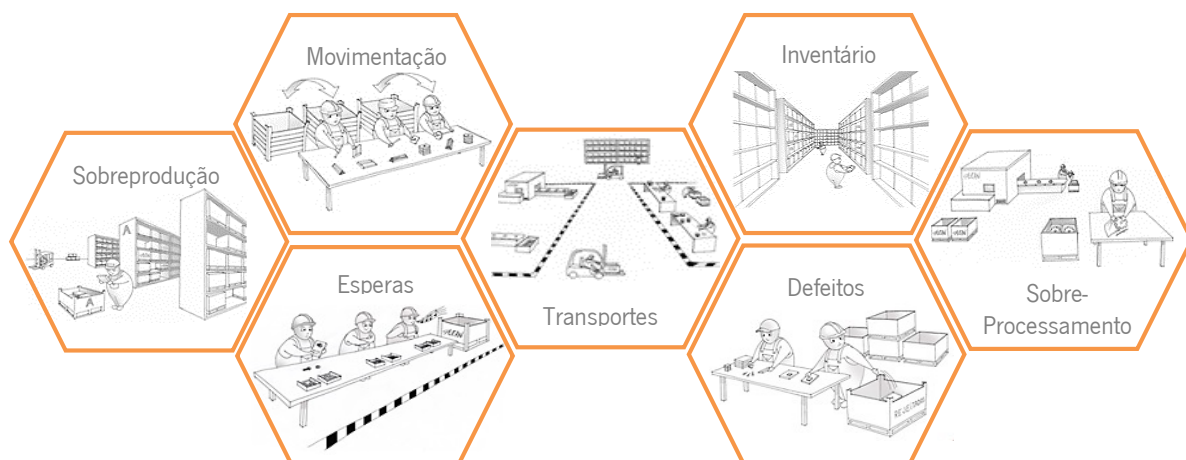 Movimentação
Inventário
Sobreprodução
A
A
Esperas
Transportes
Defeitos
Sobre-
Processamento